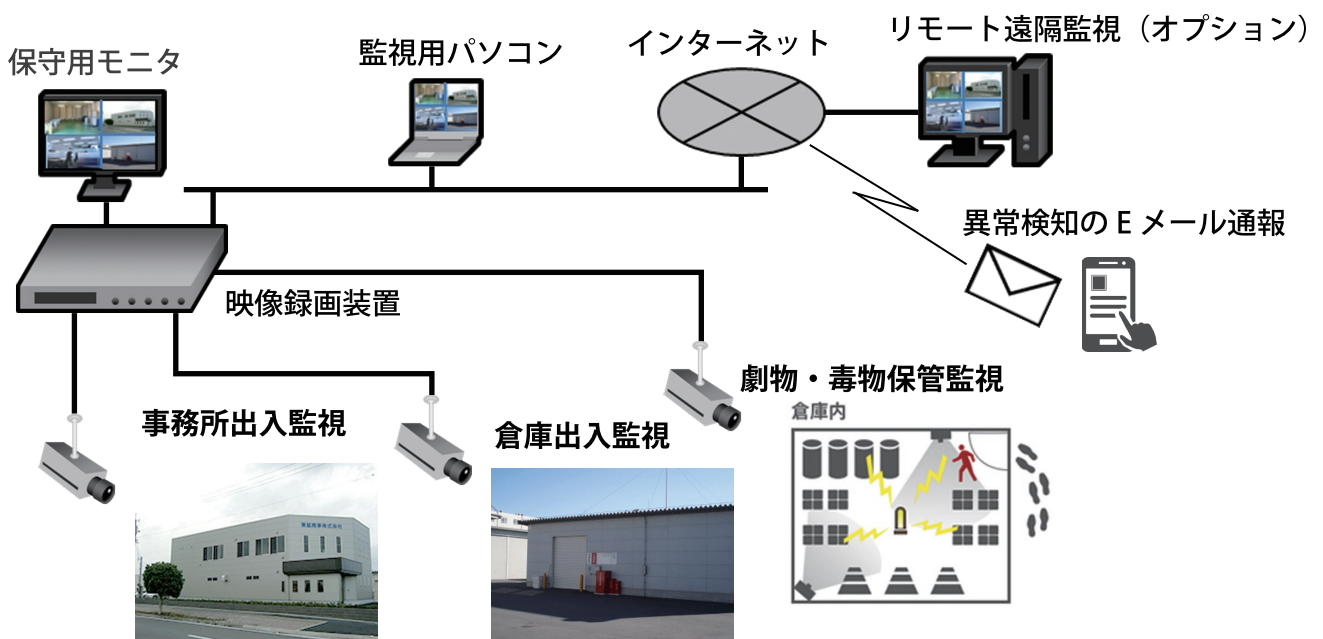 保守用モニタ
監視用パソコン
インターネット
リモート遠隔監視（オプション）
異常検知の E メール通報
映像録画装置
事務所出入監視
倉庫出入監視
劇物・毒物保管監視
倉庫内